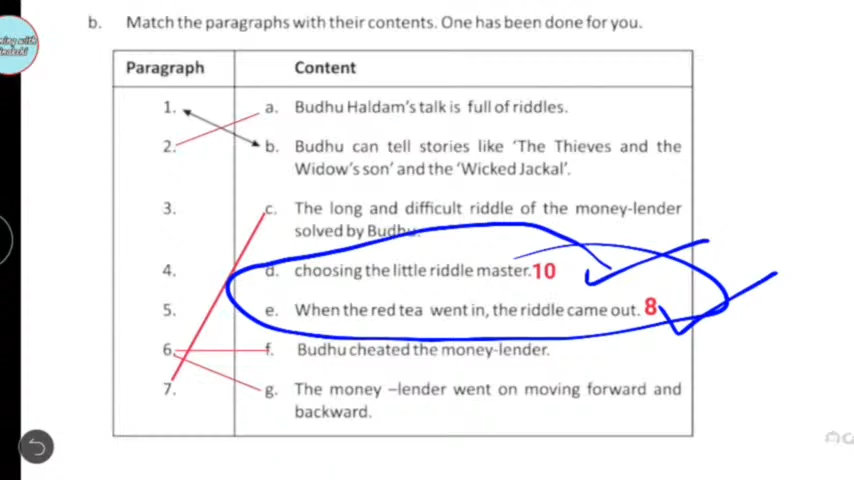 b. Match the paragraphs with their contents. One has been done for you.
Paragraph Content
1. a. Budhu Haldam's talk is full of riddles.
2. b. Budhu can tell stories like 'The Thieves and the
Widow's son' and the 'Wicked Jackal'.
3. c. The long and difficult riddle of the money-lender
solved by Budhu.
4. d. choosing the little riddle master. 10
5. e. When the red tea went in, the riddle came out. 8
6. f. Budhu cheated the money-lender.
7. g. The money –lender went on moving forward and
backward.